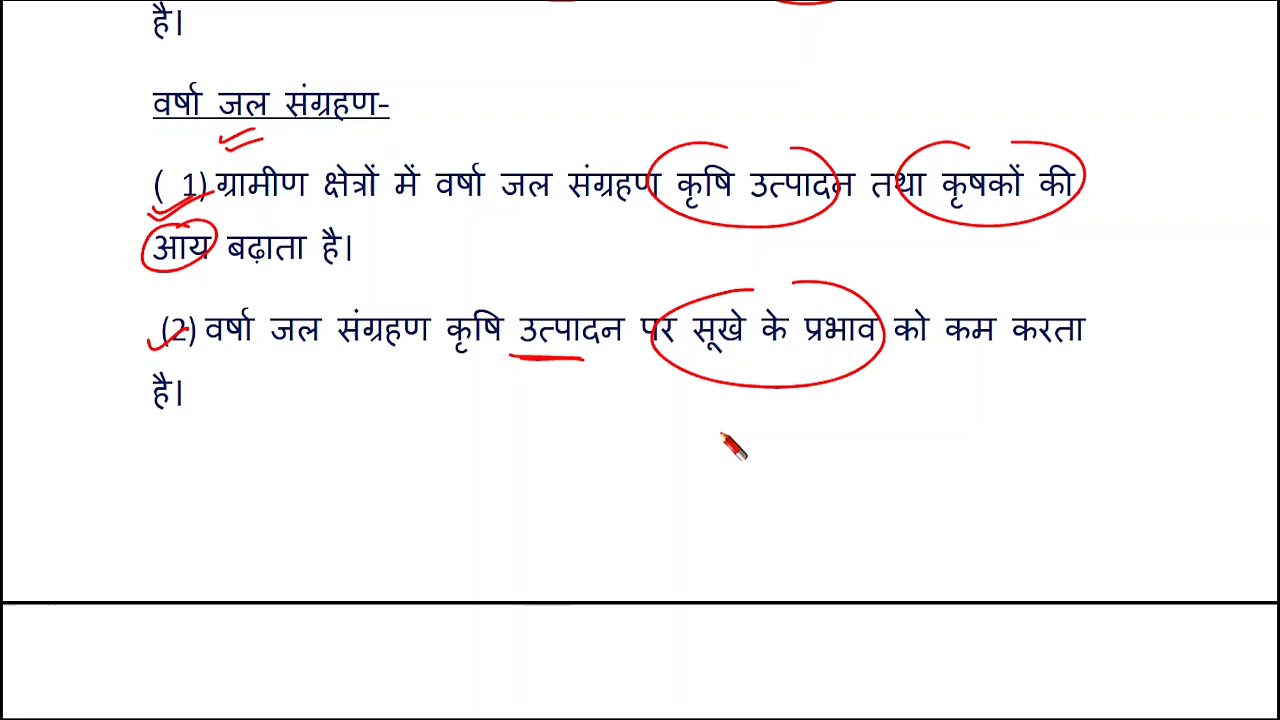 है।
वर्षा जल संग्रहण-
( 1) ग्रामीण क्षेत्रों में वर्षा जल संग्रहण कृषि उत्पादन तथा कृषकों की
आय बढ़ाता है।
(2) वर्षा जल संग्रहण कृषि उत्पादन पर सूखे के प्रभाव को कम करता
है।